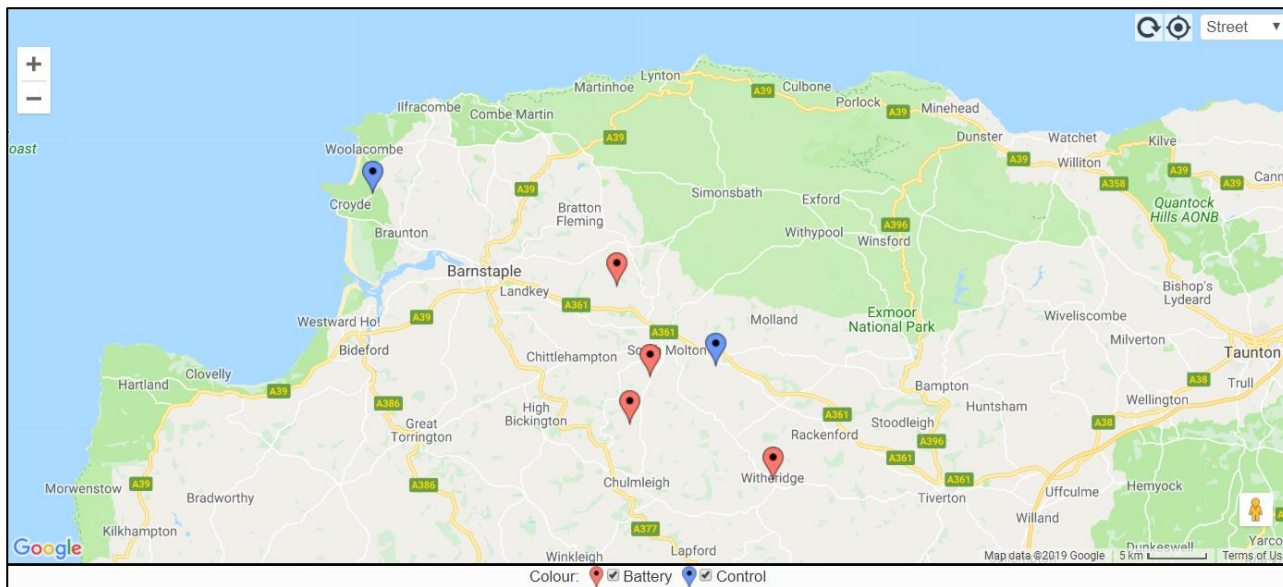 Street
+
−
Lynton
Culbone
Martinhoe
A39
Porlock
Minehead
A39
Ilfracombe
Combe Martin
A39
Dunster
Watchet
Kilve
oast
Woolacombe
A39
Williton
A39
A39
Cann
A39
Simonsbath
Exford
A358
Quantock
Hills AONB
Croyde
Bratton
Fleming
A396
Braunton
Withypool
Winsford
Barnstaple
Landkey
Bishop's
Lydeard
A361
Exmoor
National Park
Westward Ho!
A39
Molland
Wiveliscombe
A361
Milverton
Bideford
Chittlehampton
South Molton
Taunton
Hartland
Clovelly
A38
Trull
A39
A386
Bampton
Wellington
High
Bickington
Huntsham
Great
Torrington
A361
Stoodleigh
A38
Rackenford
A396
A361
Witheridge
A361
Morwenstow
A39
Bradworthy
A386
Chulmleigh
Tiverton
Uffculme
Hemyock
Kilkhampton
A377
Willand
Google
Winkleigh
Lapford
Dunkeswell
Yarco
Map data ©2019 Google
5 km
Terms of Us
Colour: Battery Control